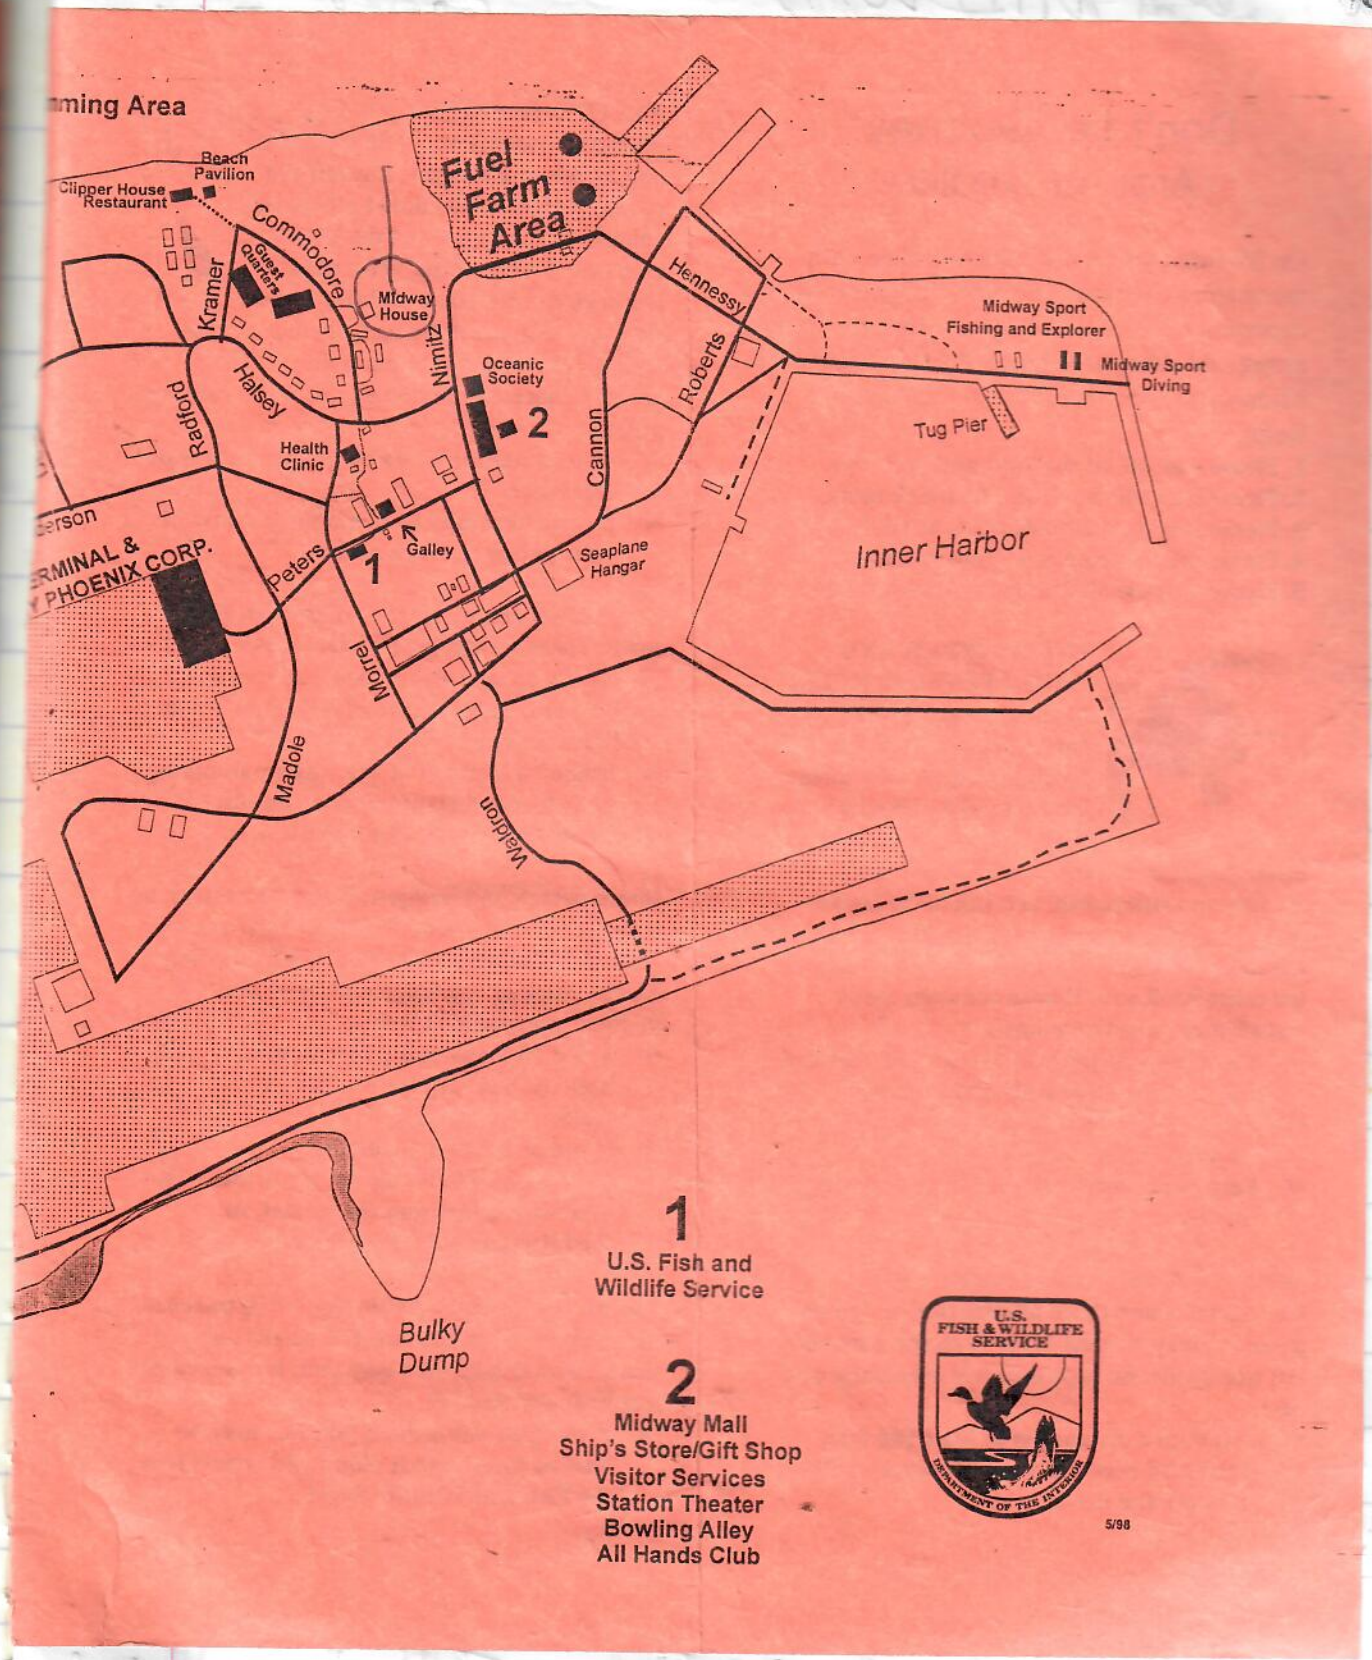 mming Area
Beach
Pavilion
Clipper House
Restaurant
Fuel
Farm
Area
Commodore
Guest
Quarters
Kramer
Midway
House
Hennessy
Midway Sport
Fishing and Explorer
Midway Sport
Diving
Nimitz
Roberts
Oceanic
Society
Halsey
Radford
2
Tug Pier
Health
Clinic
Cannon
erson
Galley
Inner Harbor
ERMINAL &
Y PHOENIX CORP.
Peters
1
Seaplane
Hangar
Morrel
Madole
Waldron
Bulky
Dump
1
U.S. Fish and
Wildlife Service
2
Midway Mall
Ship's Store/Gift Shop
Visitor Services
Station Theater
Bowling Alley
All Hands Club
U.S.
FISH & WILDLIFE
SERVICE
DEPARTMENT OF THE INTERIOR
5/98